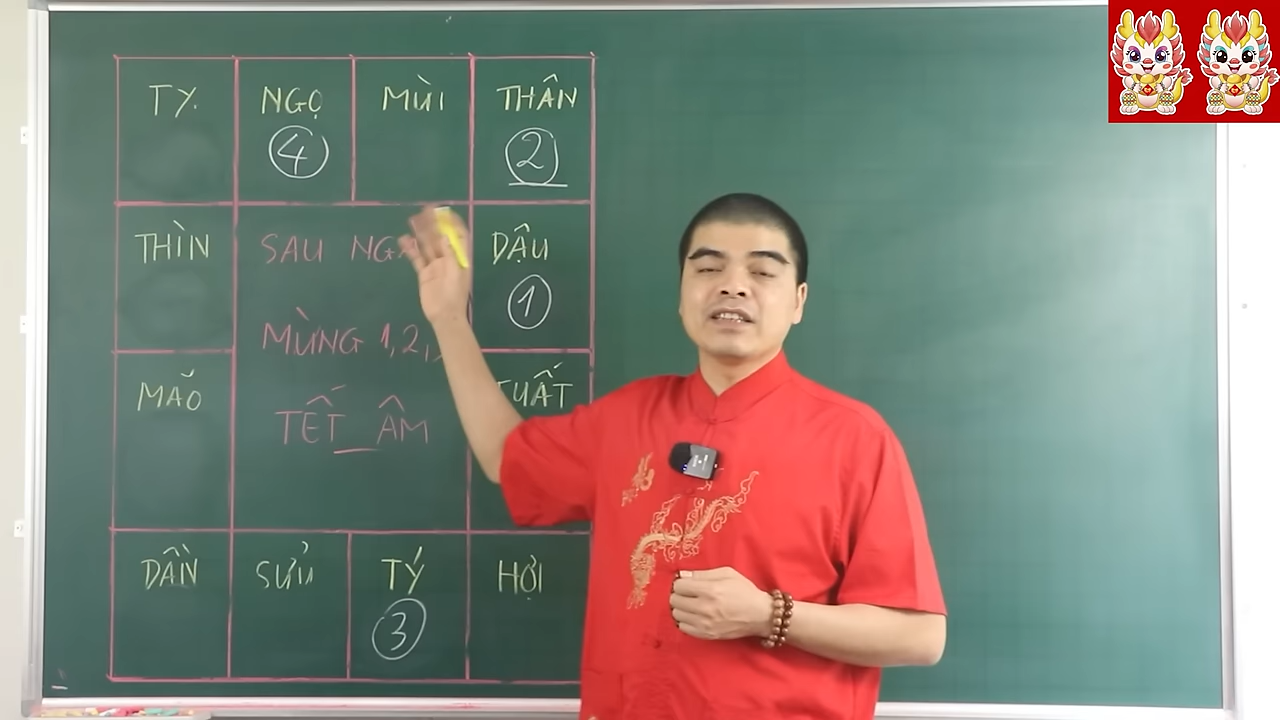 TỴ
NGỌ
MÙI
THÂN
④
②
THÌN
SAU
DẬU
①
MÙNG 1, 2,
MÃO
TẾT ÂM
DẦN
SỬU
TÝ
HỢI
③